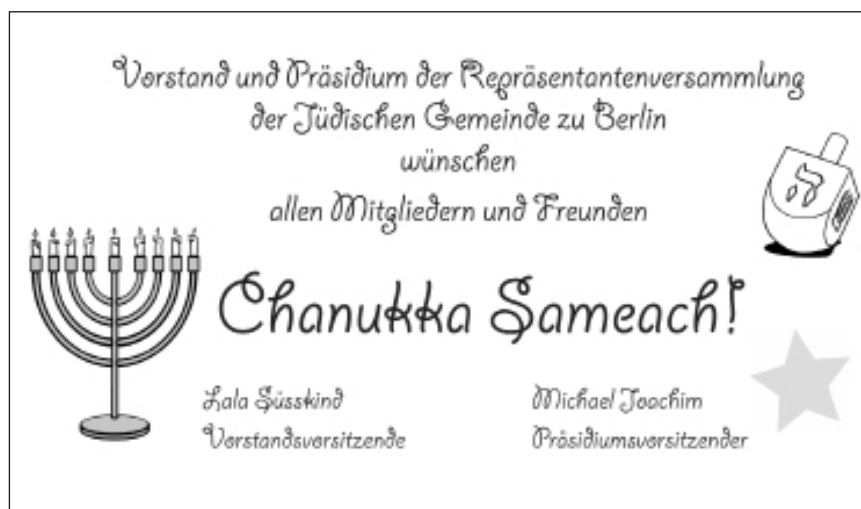 Vorstand und Präsidium der Repräsentantenversammlung
der Jüdischen Gemeinde zu Berlin
wünschen
allen Mitgliedern und Freunden
ה
Chanukka Sameach!
Lala Süsskind
Vorstandsvorsitzende
Michael Joachim
Präsidiumsvorsitzender